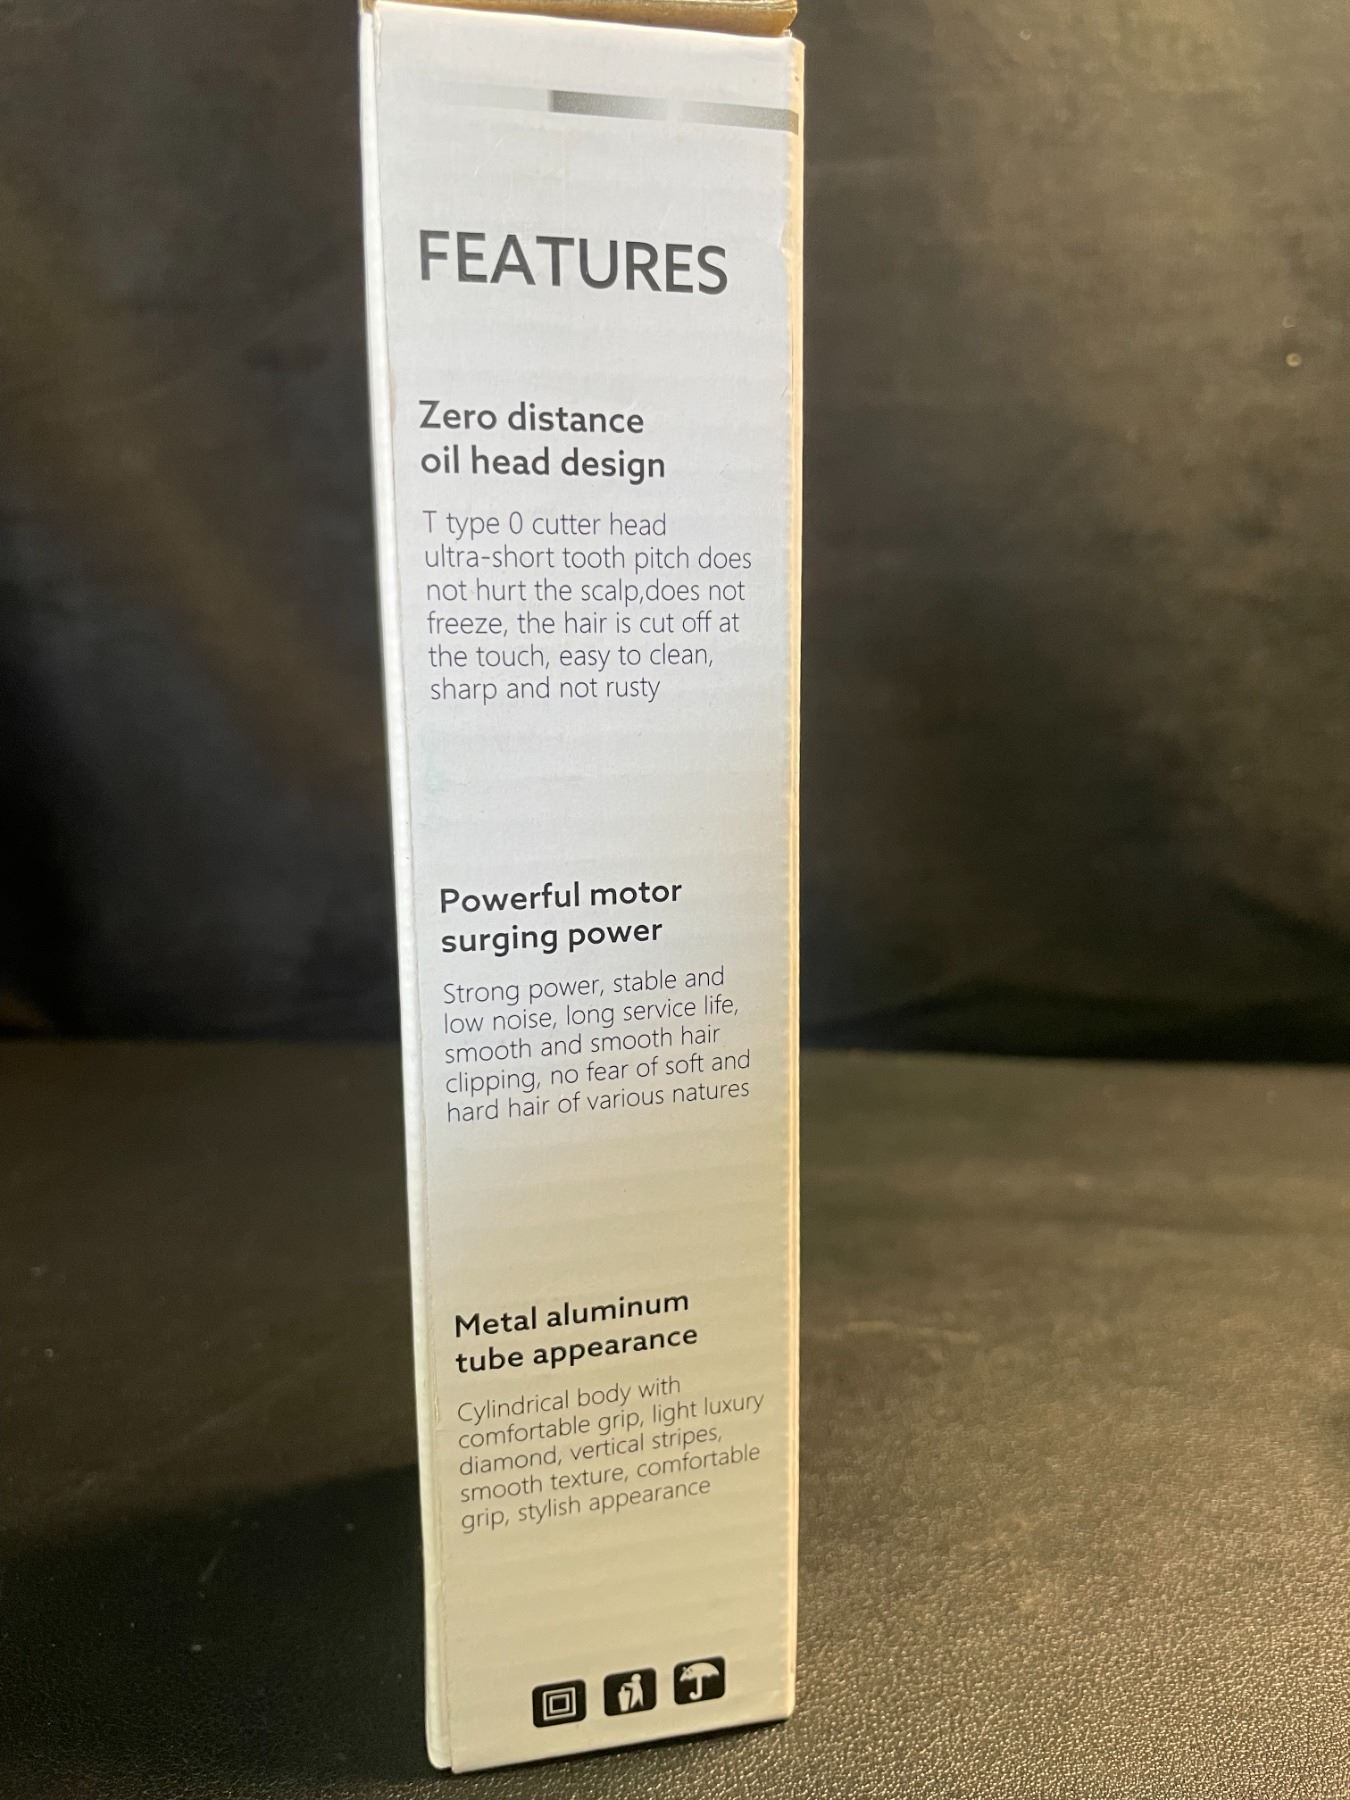 FEATURES
Zero distance
oil head design
T type 0 cutter head
ultra-short tooth pitch does
not hurt the scalp,does not
freeze, the hair is cut off at
the touch, easy to clean,
sharp and not rusty
Powerful motor
surging power
Strong power, stable and
low noise, long service life,
smooth and smooth hair
clipping, no fear of soft and
hard hair of various natures
Metal aluminum
tube appearance
Cylindrical body with
comfortable grip, light luxury
diamond, vertical stripes,
smooth texture, comfortable
grip, stylish appearance